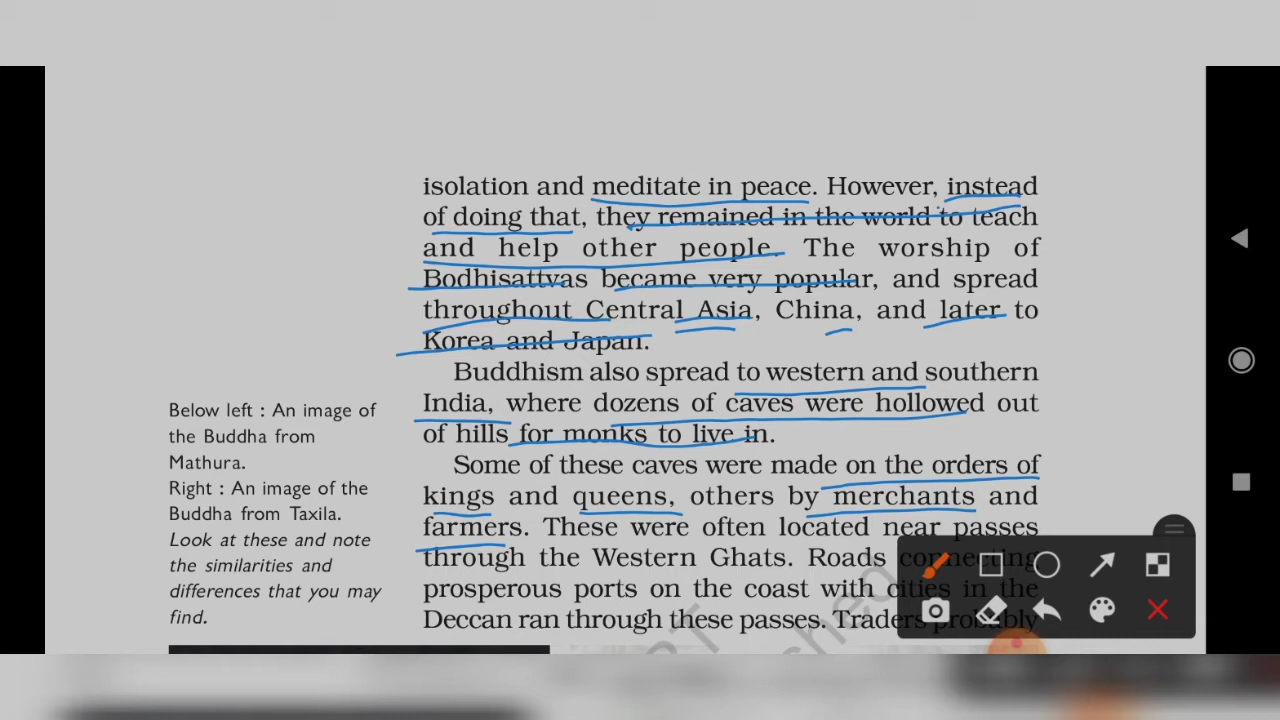 isolation and meditate in peace. However, instead
of doing that, they remained in the world to teach
and help other people. The worship of
Bodhisattvas became very popular, and spread
throughout Central Asia, China, and later to
Korea and Japan.
Buddhism also spread to western and southern
India, where dozens of caves were hollowed out
of hills for monks to live in.
Some of these caves were made on the orders of
kings and queens, others by merchants and
farmers. These were often located near passes
through the Western Ghats. Roads connecting
prosperous ports on the coast with cities in the
Deccan ran through these passes. Traders probably
Below left : An image of
the Buddha from
Mathura.
Right : An image of the
Buddha from Taxila.
Look at these and note
the similarities and
differences that you may
find.